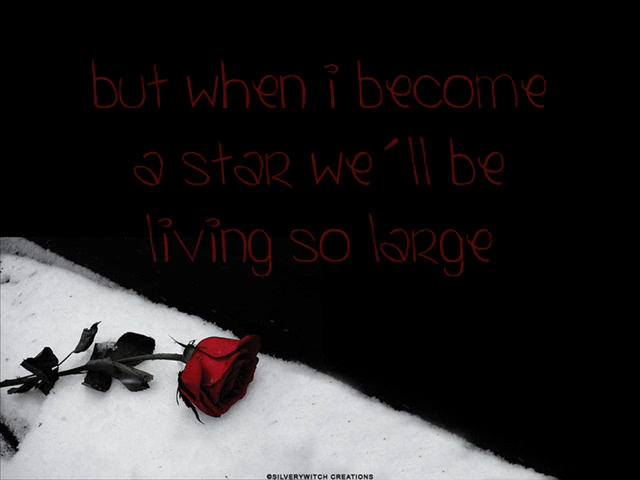 but when i become
a star we´ll be
living so large
©SILVERYWITCH CREATIONS